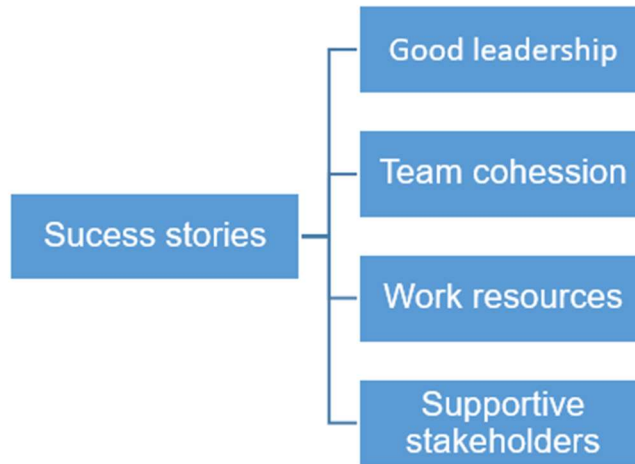 Good leadership
Team cohession
Sucess stories
Work resources
Supportive
stakeholders